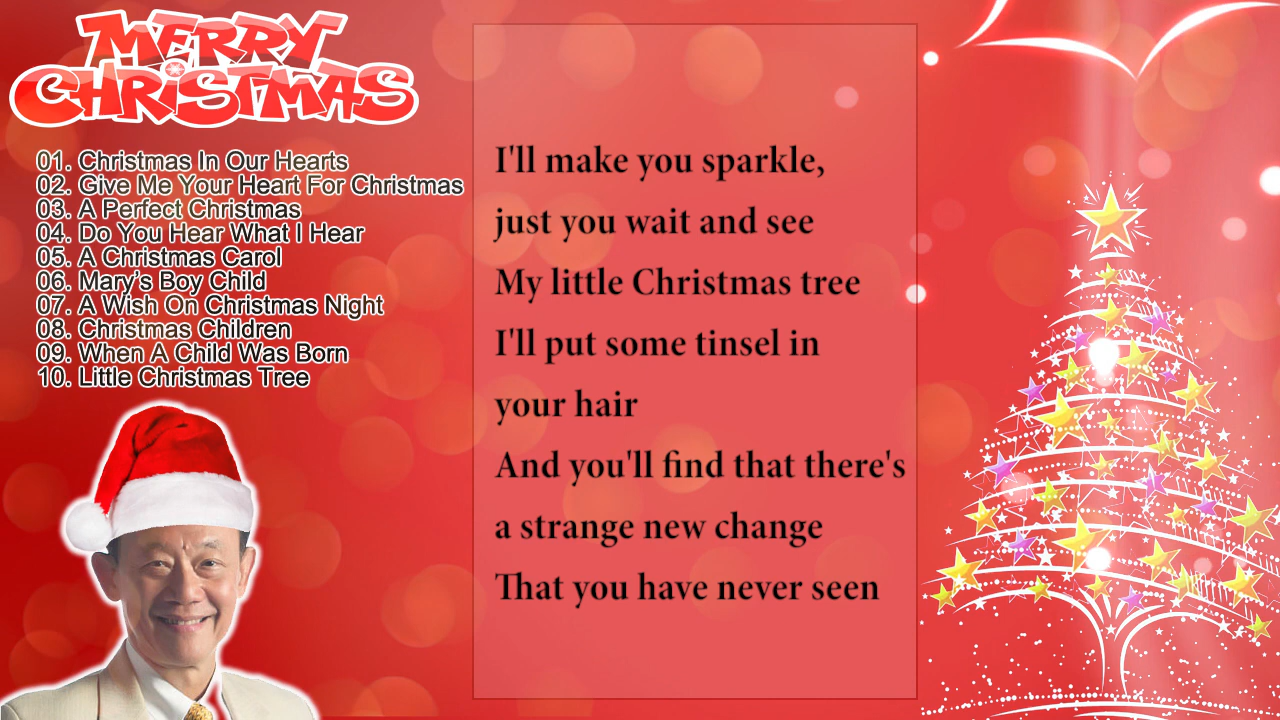 MERRY
CHRISTMAS
01. Christmas In Our Hearts
02. Give Me Your Heart For Christmas
03. A Perfect Christmas
04. Do You Hear What I Hear
05. A Christmas Carol
06. Mary's Boy Child
07. A Wish On Christmas Night
08. Christmas Children
09. When A Child Was Born
10. Little Christmas Tree
I'll make you sparkle,
just you wait and see
My little Christmas tree
I'll put some tinsel in
your hair
And you'll find that there's
a strange new change
That you have never seen